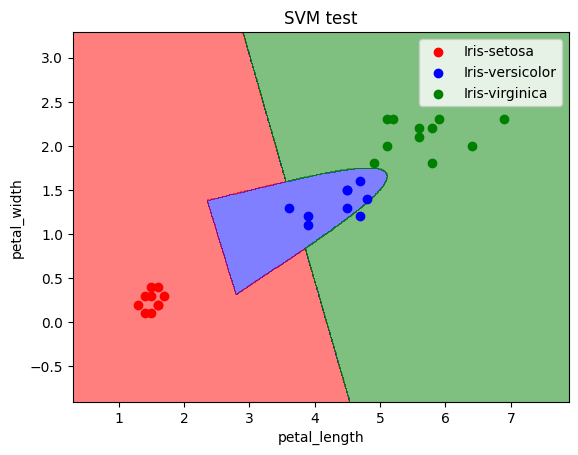 SVM test
Iris-setosa
Iris-versicolor
Iris-virginica
3.0
2.5
2.0
1.5
1.0
0.5
0.0
−0.5
petal_width
1 2 3 4 5 6 7
petal_length